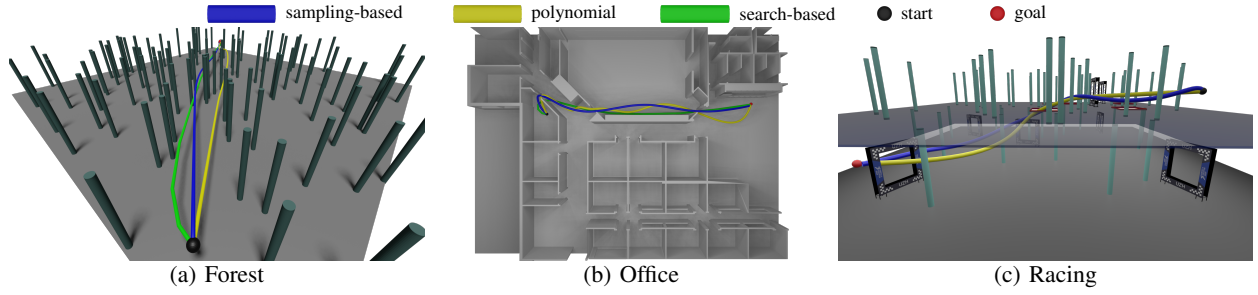 sampling-based polynomial search-based start goal
(a) Forest (b) Office (c) Racing